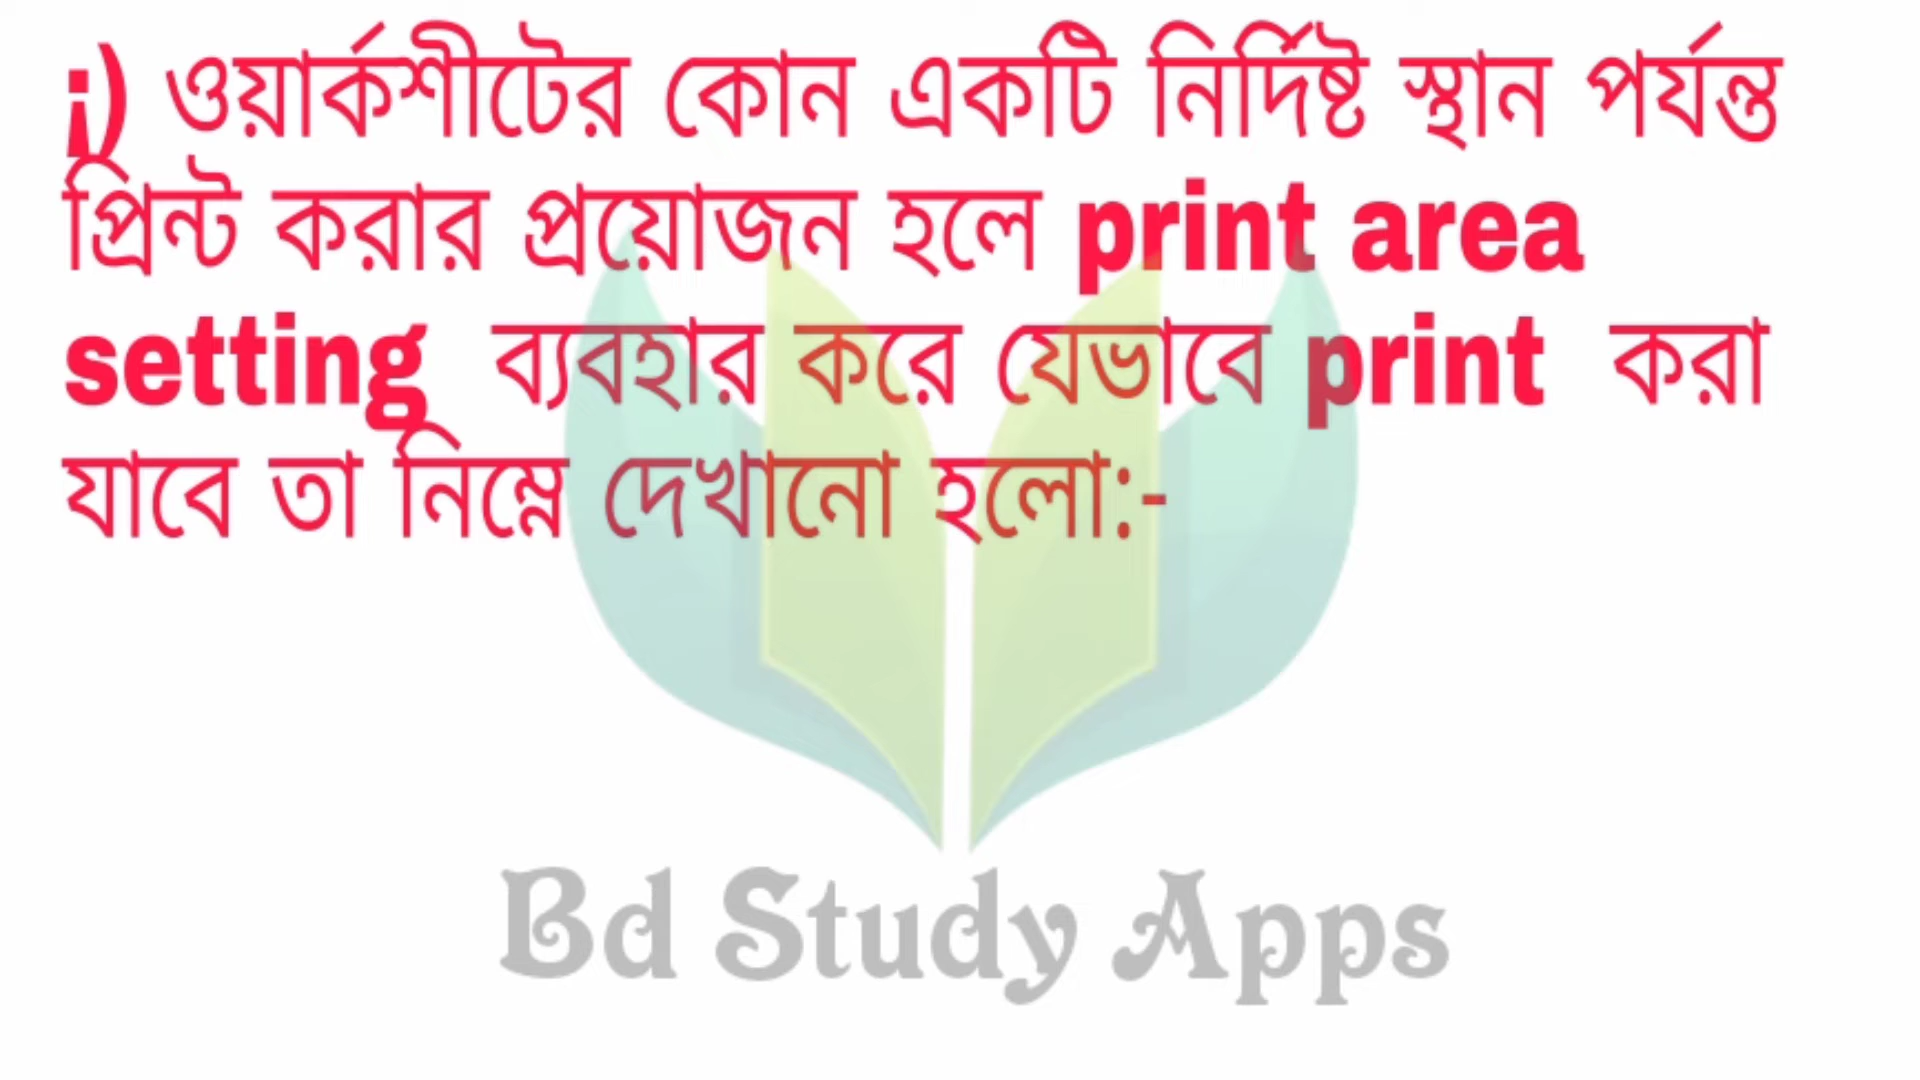 i) ওয়ার্কশীটের কোন একটি নির্দিষ্ট স্থান পর্যন্ত
প্রিন্ট করার প্রয়োজন হলে print area
setting ব্যবহার করে যেভাবে print করা
যাবে তা নিম্নে দেখানো হলো:-
Bd Study Apps